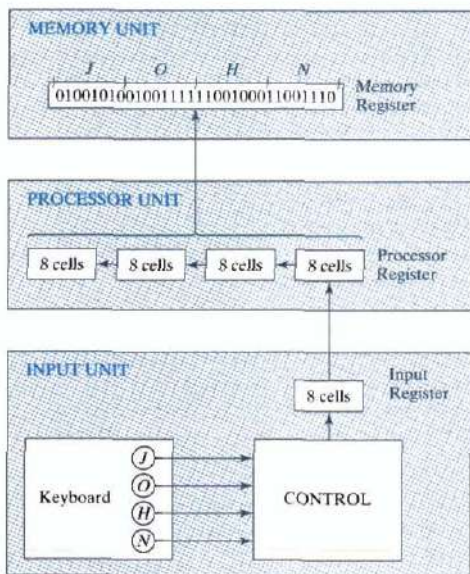 MEMORY UNIT
J O H N
01001010010011111100100011001110
Memory
Register
PROCESSOR UNIT
8 cells 8 cells 8 cells 8 cells
Processor
Register
INPUT UNIT
Input
Register
8 cells
Keyboard
J
O
H
N
CONTROL